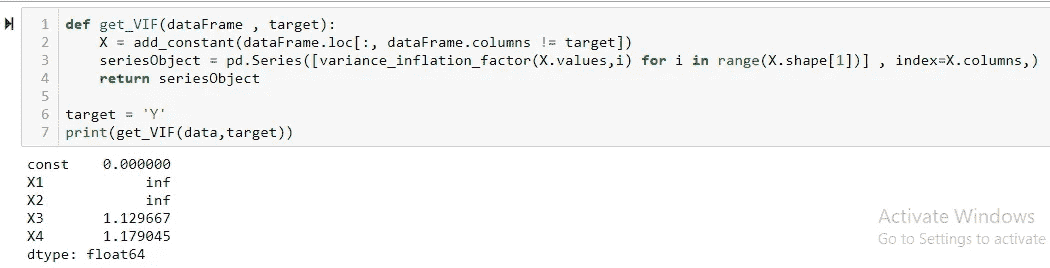 1 def get_VIF(dataFrame , target):
2     X = add_constant(dataFrame.loc[:, dataFrame.columns != target])
3     seriesObject = pd.Series([variance_inflation_factor(X.values,i) for i in range(X.shape[1])] , index=X.columns,)
4     return seriesObject
5
6 target = 'Y'
7 print(get_VIF(data,target))
const    0.000000
X1            inf
X2            inf
X3       1.129667
X4       1.179045
dtype: float64
Activate Windows
Go to Settings to activate